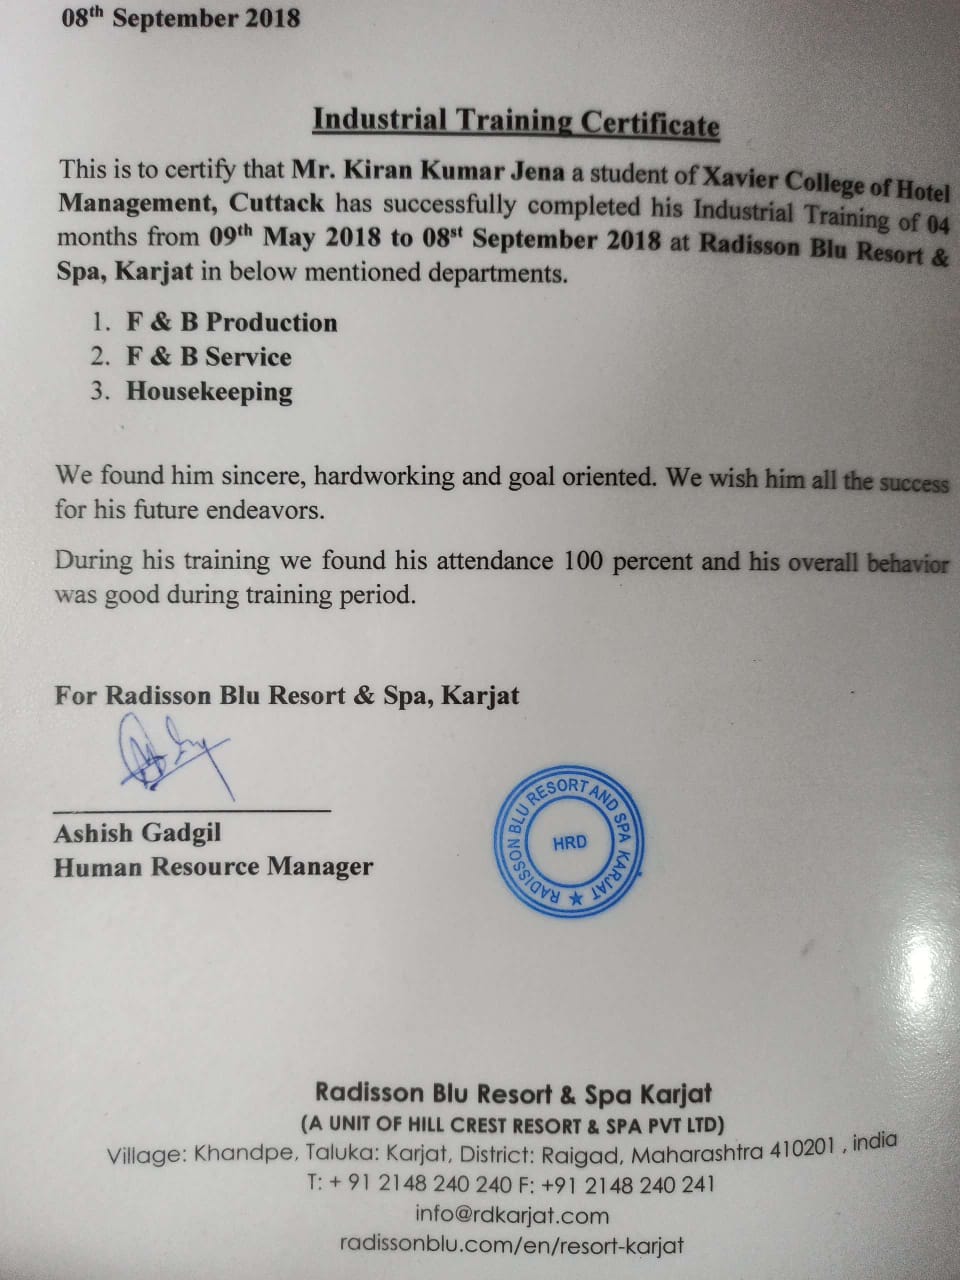 08th September 2018
Industrial Training Certificate
This is to certify that Mr. Kiran Kumar Jena a student of Xavier College of Hotel
Management, Cuttack has successfully completed his Industrial Training of 04
months from 09th May 2018 to 08st September 2018 at Radisson Blu Resort &
Spa, Karjat in below mentioned departments.
1. F & B Production
2. F & B Service
3. Housekeeping
We found him sincere, hardworking and goal oriented. We wish him all the success
for his future endeavors.
During his training we found his attendance 100 percent and his overall behavior
was good during training period.
For Radisson Blu Resort & Spa, Karjat
Ashish Gadgil
Human Resource Manager
RADISSON BLU RESORT AND SPA KARJAT ★
HRD
Radisson Blu Resort & Spa Karjat
(A UNIT OF HILL CREST RESORT & SPA PVT LTD)
Village: Khandpe, Taluka: Karjat, District: Raigad, Maharashtra 410201 , india
T: + 91 2148 240 240 F: +91 2148 240 241
info@rdkarjat.com
radissonblu.com/en/resort-karjat